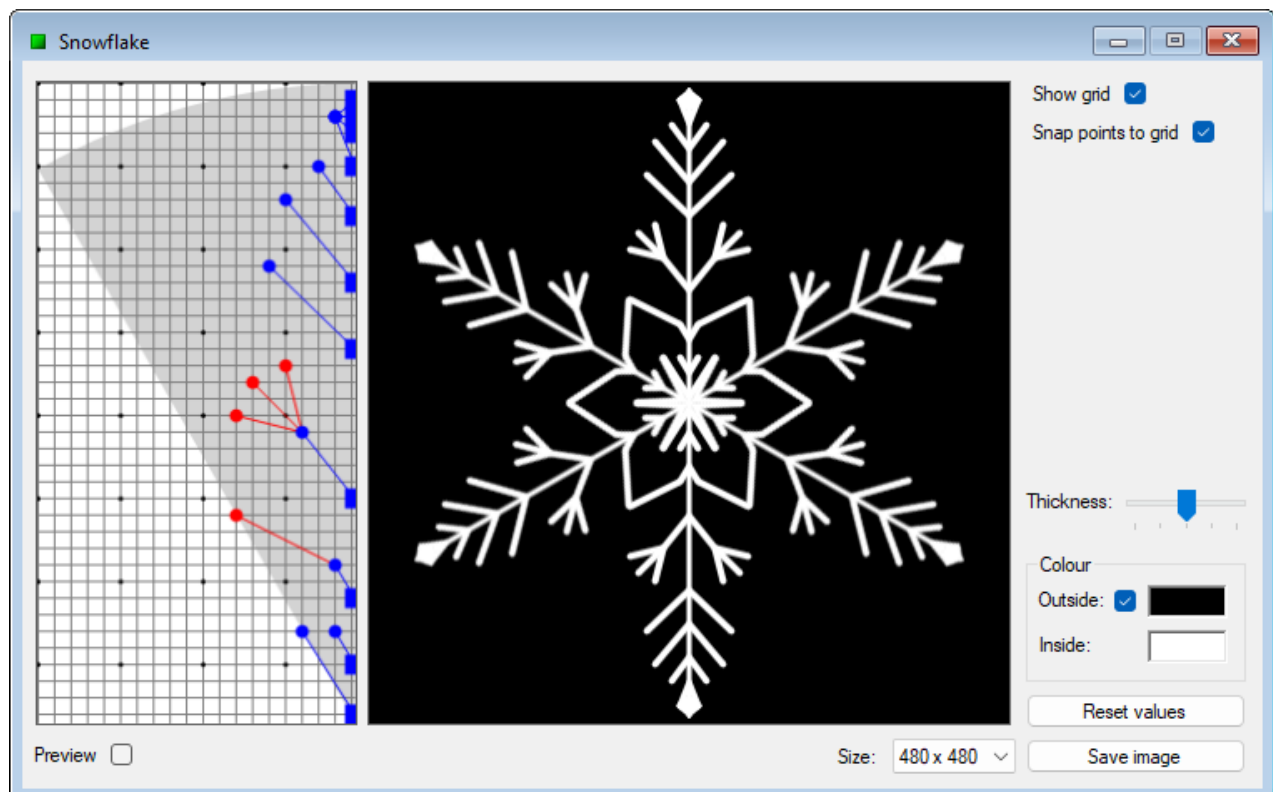 Snowflake
Show grid
Snap points to grid
Thickness:
Colour
Outside:
Inside:
Reset values
Preview
Size: 480 x 480
Save image